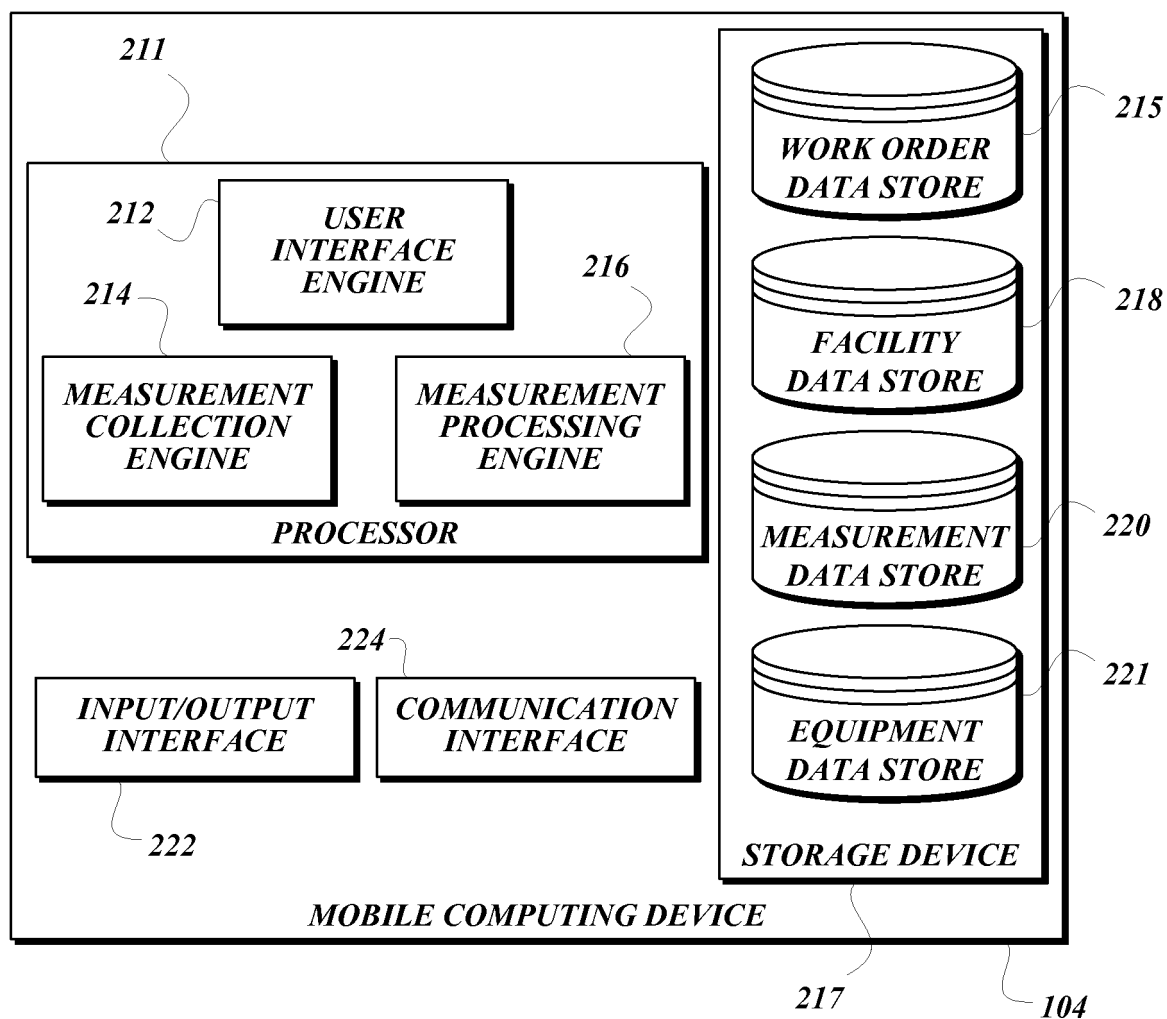 211
215
WORK ORDER
DATA STORE
212
USER
INTERFACE
ENGINE
216
214
218
FACILITY
DATA STORE
MEASUREMENT
COLLECTION
ENGINE
MEASUREMENT
PROCESSING
ENGINE
PROCESSOR
220
MEASUREMENT
DATA STORE
224
221
INPUT/OUTPUT
INTERFACE
COMMUNICATION
INTERFACE
EQUIPMENT
DATA STORE
222
STORAGE DEVICE
MOBILE COMPUTING DEVICE
217
104